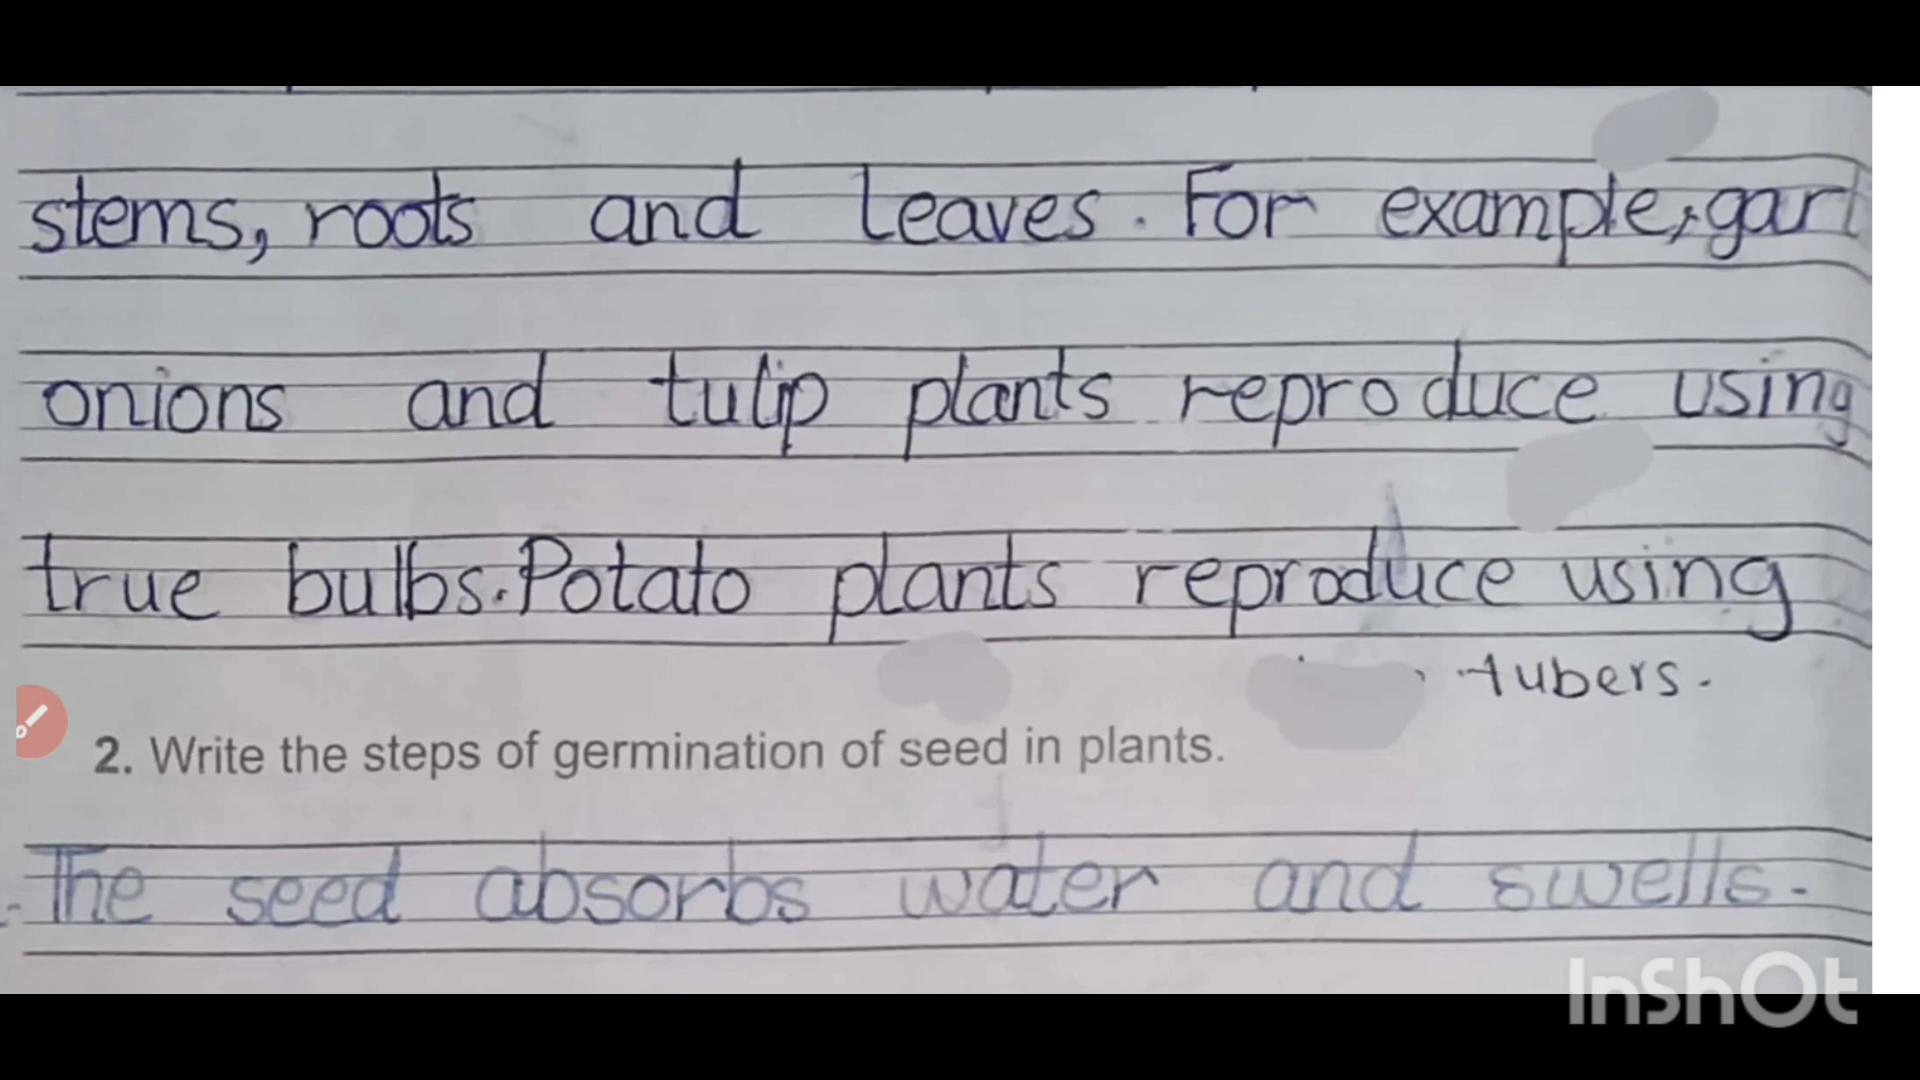 stems, roots and leaves. For example, garl
onions and tulip plants reproduce using
true bulbs. Potato plants reproduce using
tubers.
2. Write the steps of germination of seed in plants.
The seed absorbs water and swells.
InShOt